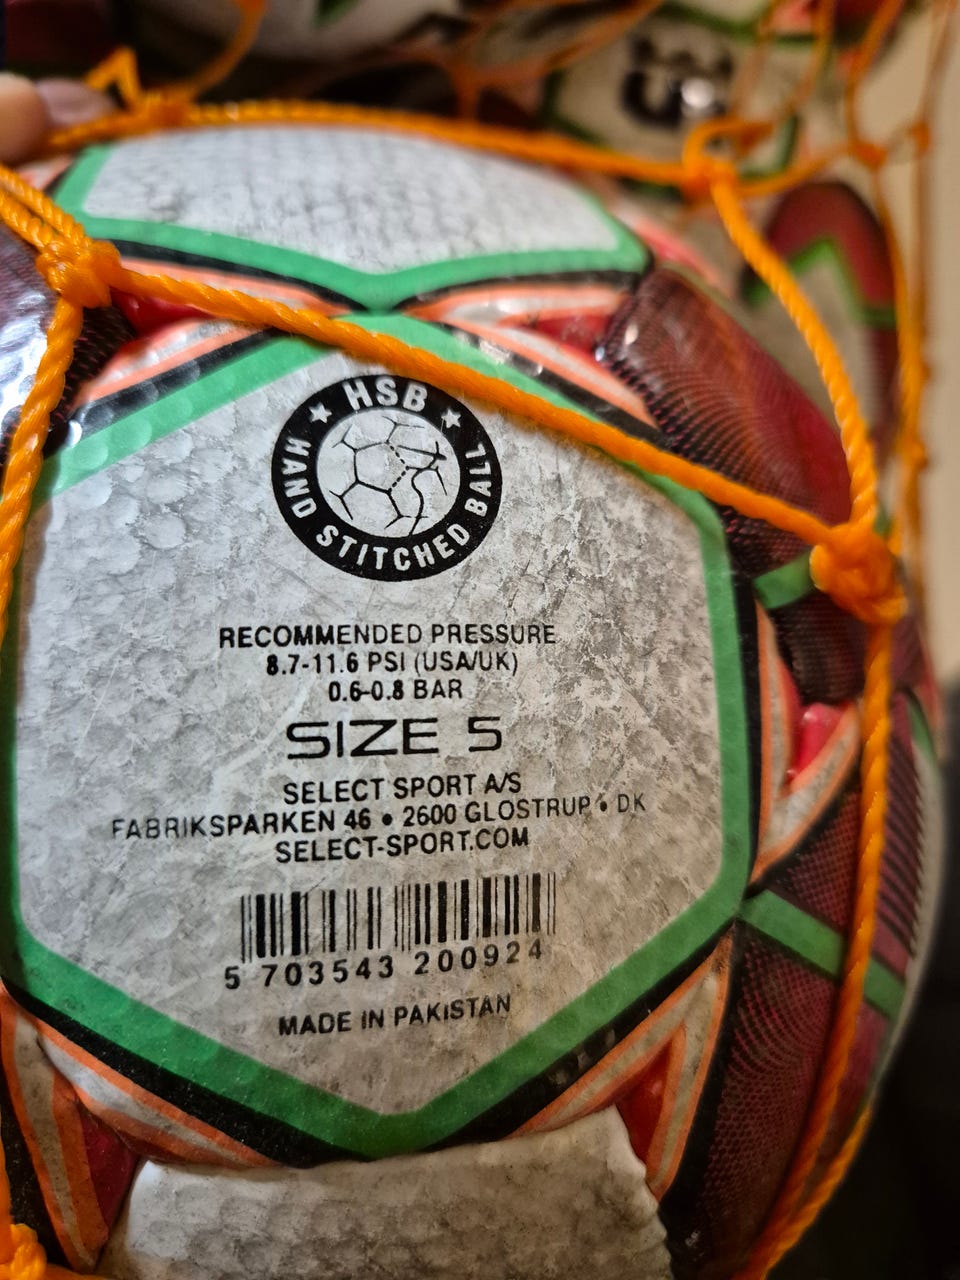 HSB
HAND STITCHED BALL
RECOMMENDED PRESSURE
8.7-11.6 PSI (USA/UK)
0.6-0.8 BAR
SIZE 5
SELECT SPORT A/S
FABRIKSPARKEN 46 • 2600 GLOSTRUP • DK
SELECT-SPORT.COM
5 703543 200924
MADE IN PAKISTAN